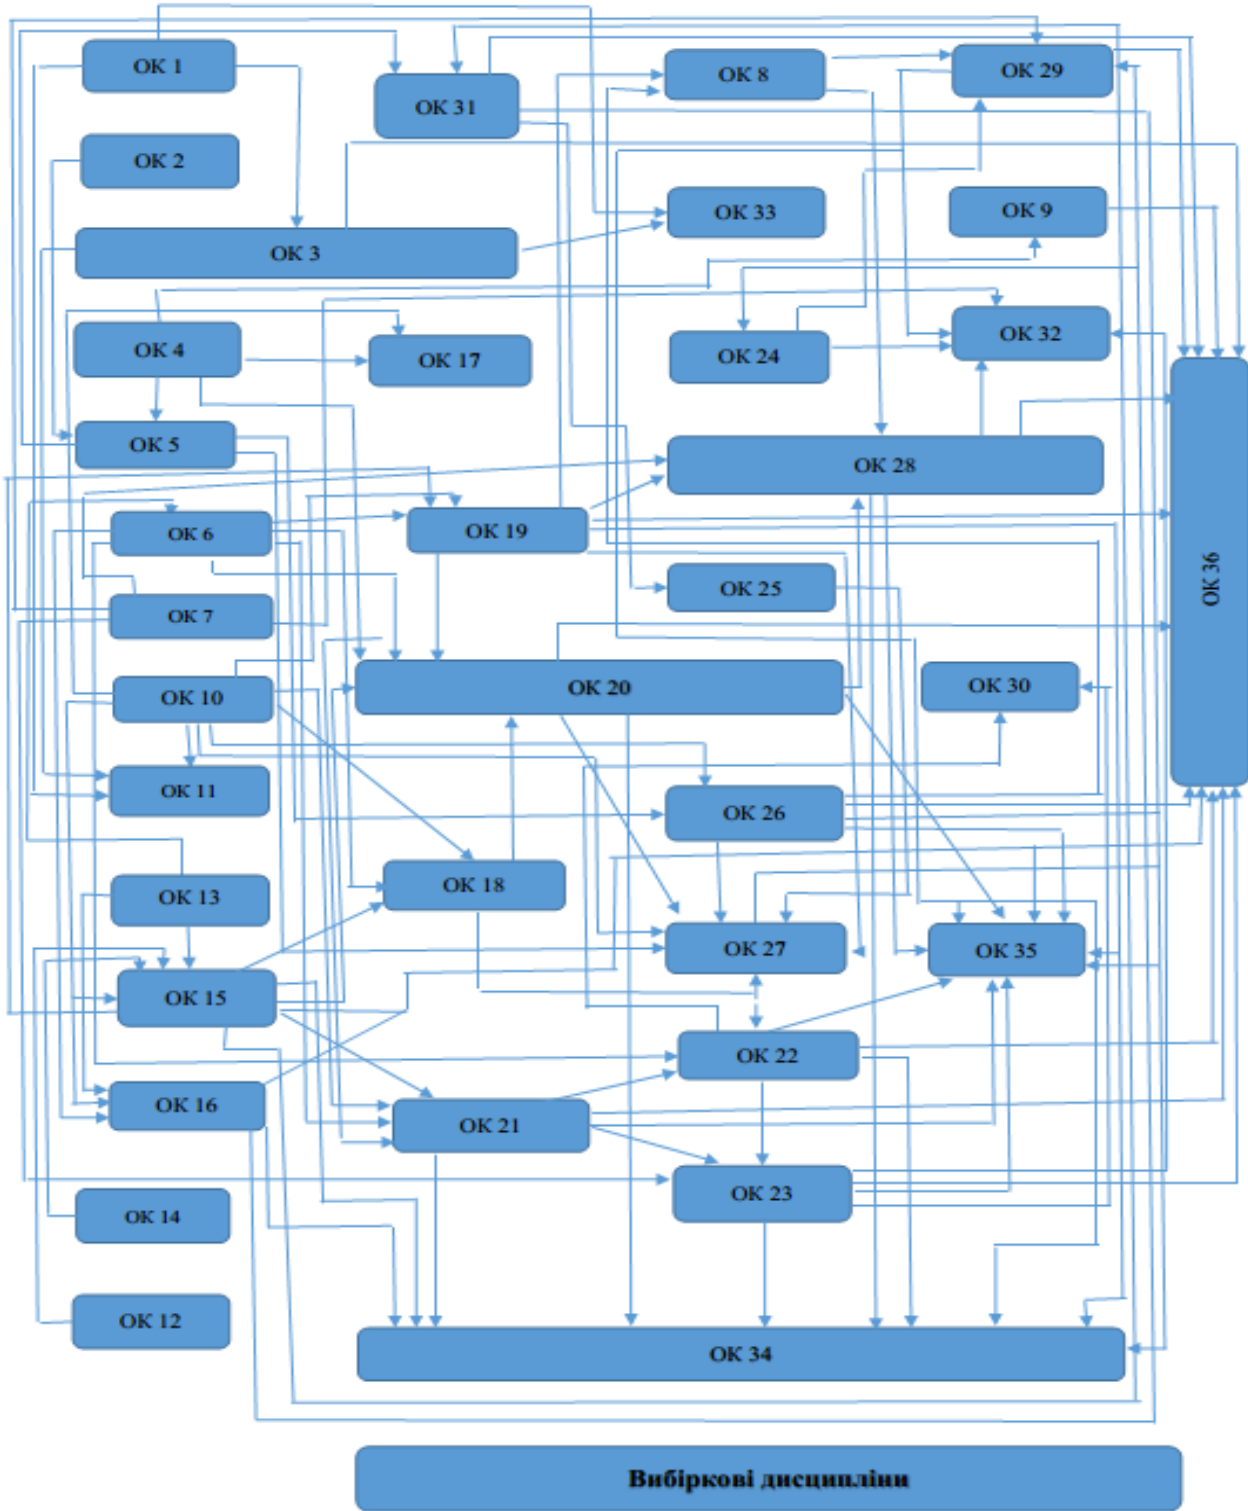 ОК 1
ОК 31
ОК 8
ОК 29
ОК 2
ОК 33
ОК 9
ОК 3
ОК 4
ОК 17
ОК 24
ОК 32
ОК 5
ОК 28
ОК 6
ОК 19
ОК 36
ОК 25
ОК 7
ОК 10
ОК 20
ОК 30
ОК 11
ОК 26
ОК 13
ОК 18
ОК 27
ОК 35
ОК 15
ОК 22
ОК 16
ОК 21
ОК 23
ОК 14
ОК 12
ОК 34
Вибіркові дисципліни